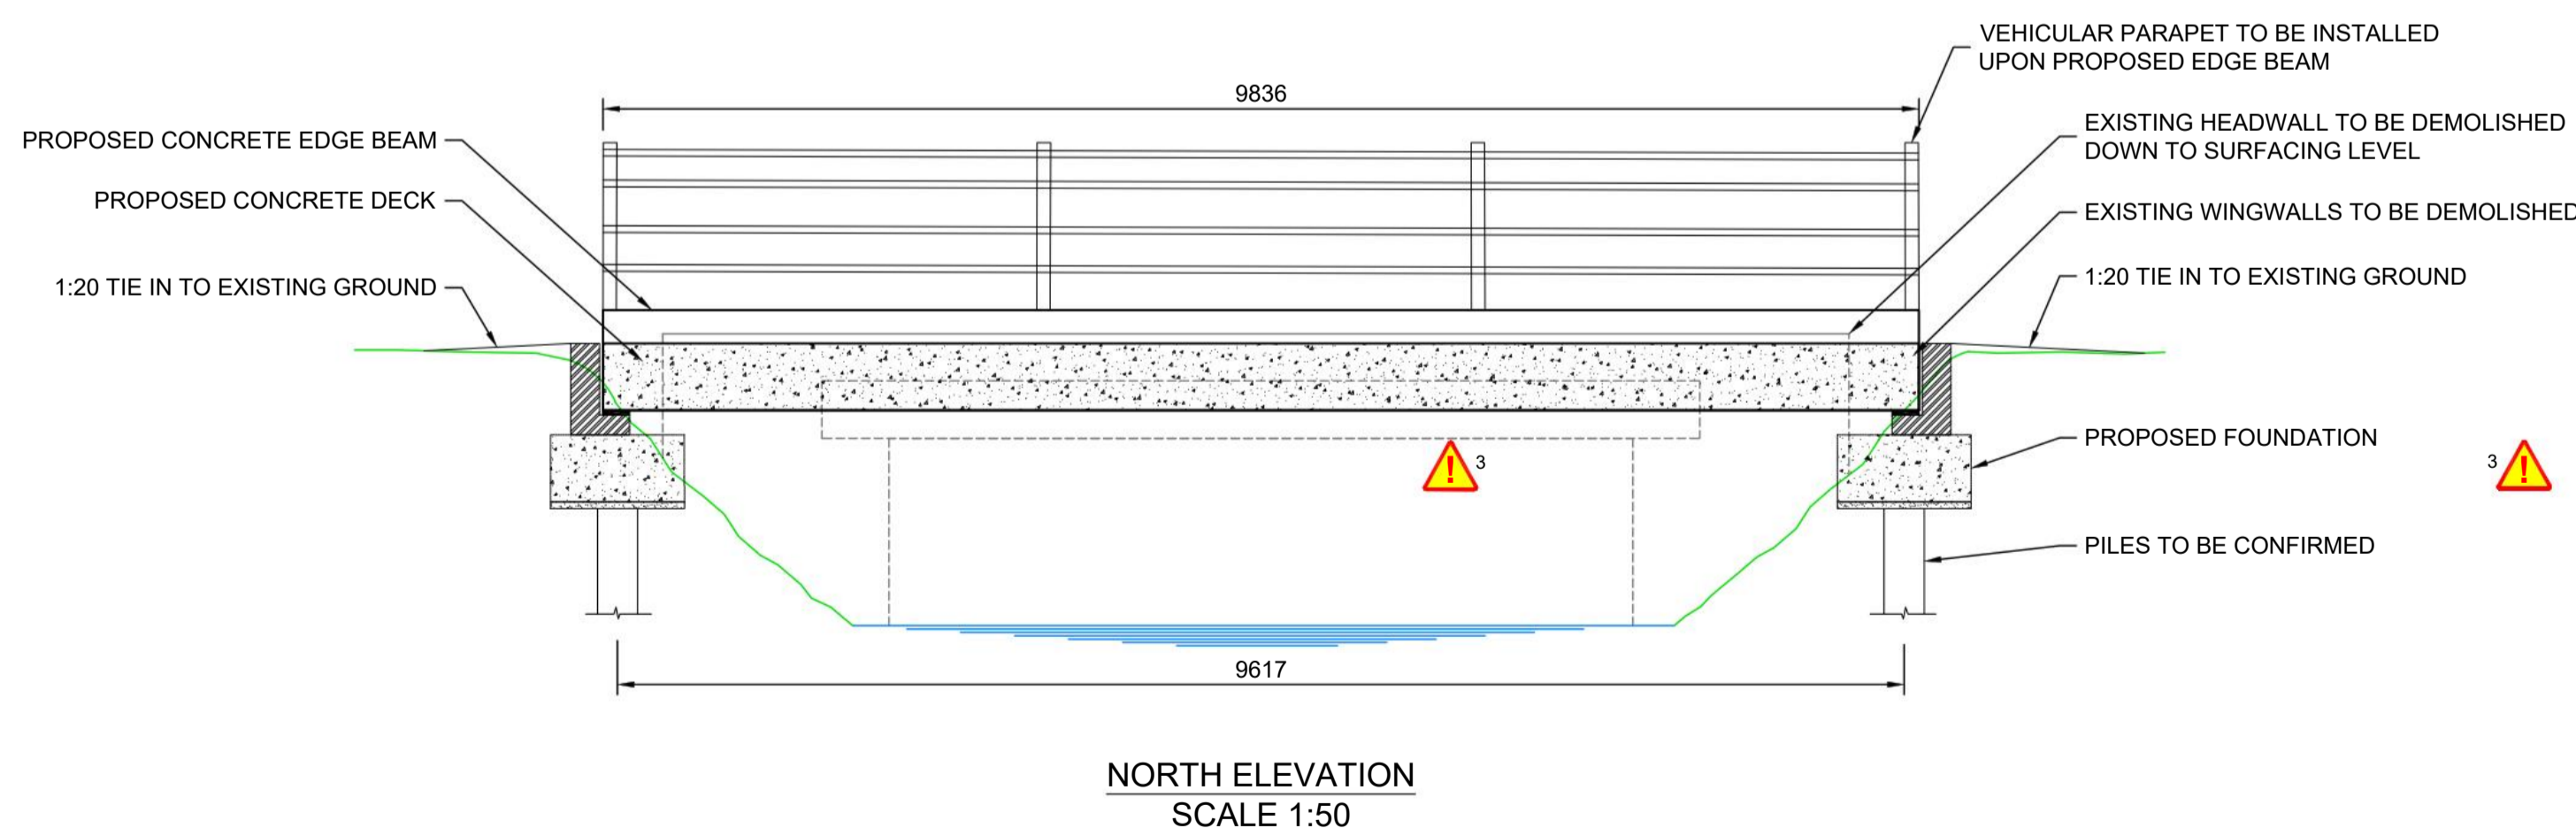 VEHICULAR PARAPET TO BE INSTALLED
UPON PROPOSED EDGE BEAM
9836
PROPOSED CONCRETE EDGE BEAM
EXISTING HEADWALL TO BE DEMOLISHED
DOWN TO SURFACING LEVEL
PROPOSED CONCRETE DECK
EXISTING WINGWALLS TO BE DEMOLISHED
1:20 TIE IN TO EXISTING GROUND
1:20 TIE IN TO EXISTING GROUND
PROPOSED FOUNDATION
! 3
3 !
PILES TO BE CONFIRMED
9617
NORTH ELEVATION
SCALE 1:50